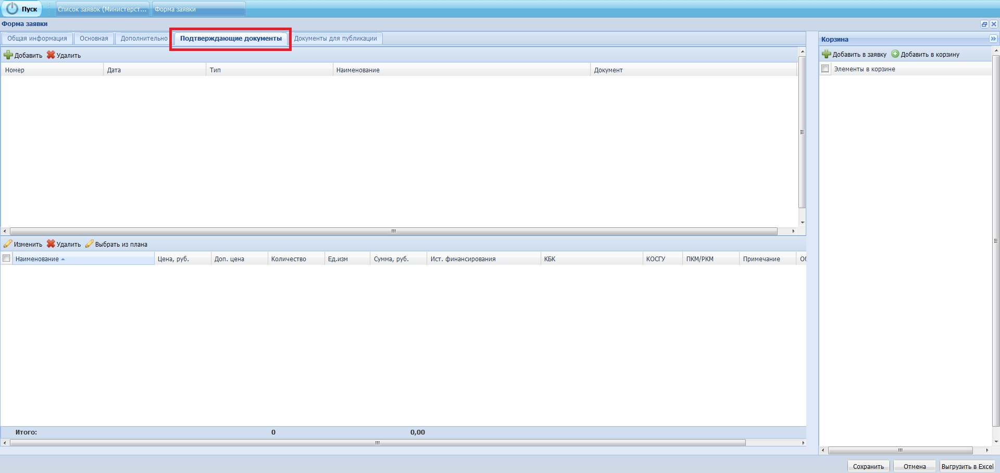 Пуск
Список заявок (Министерст...
Форма заявки
Форма заявки
Общая информация
Основная
Дополнительно
Подтверждающие документы
Документы для публикации
Добавить
Удалить
Номер
Дата
Тип
Наименование
Документ
Изменить
Удалить
Выбрать из плана
Наименование
Цена, руб.
Доп. цена
Количество
Ед.изм
Сумма, руб.
Ист. финансирования
КБК
КОСГУ
ПКМ/РКМ
Примечание
Итого:
0
0,00
Корзина
Добавить в заявку
Добавить в корзину
Элементы в корзине
Сохранить
Отмена
Выгрузить в Excel